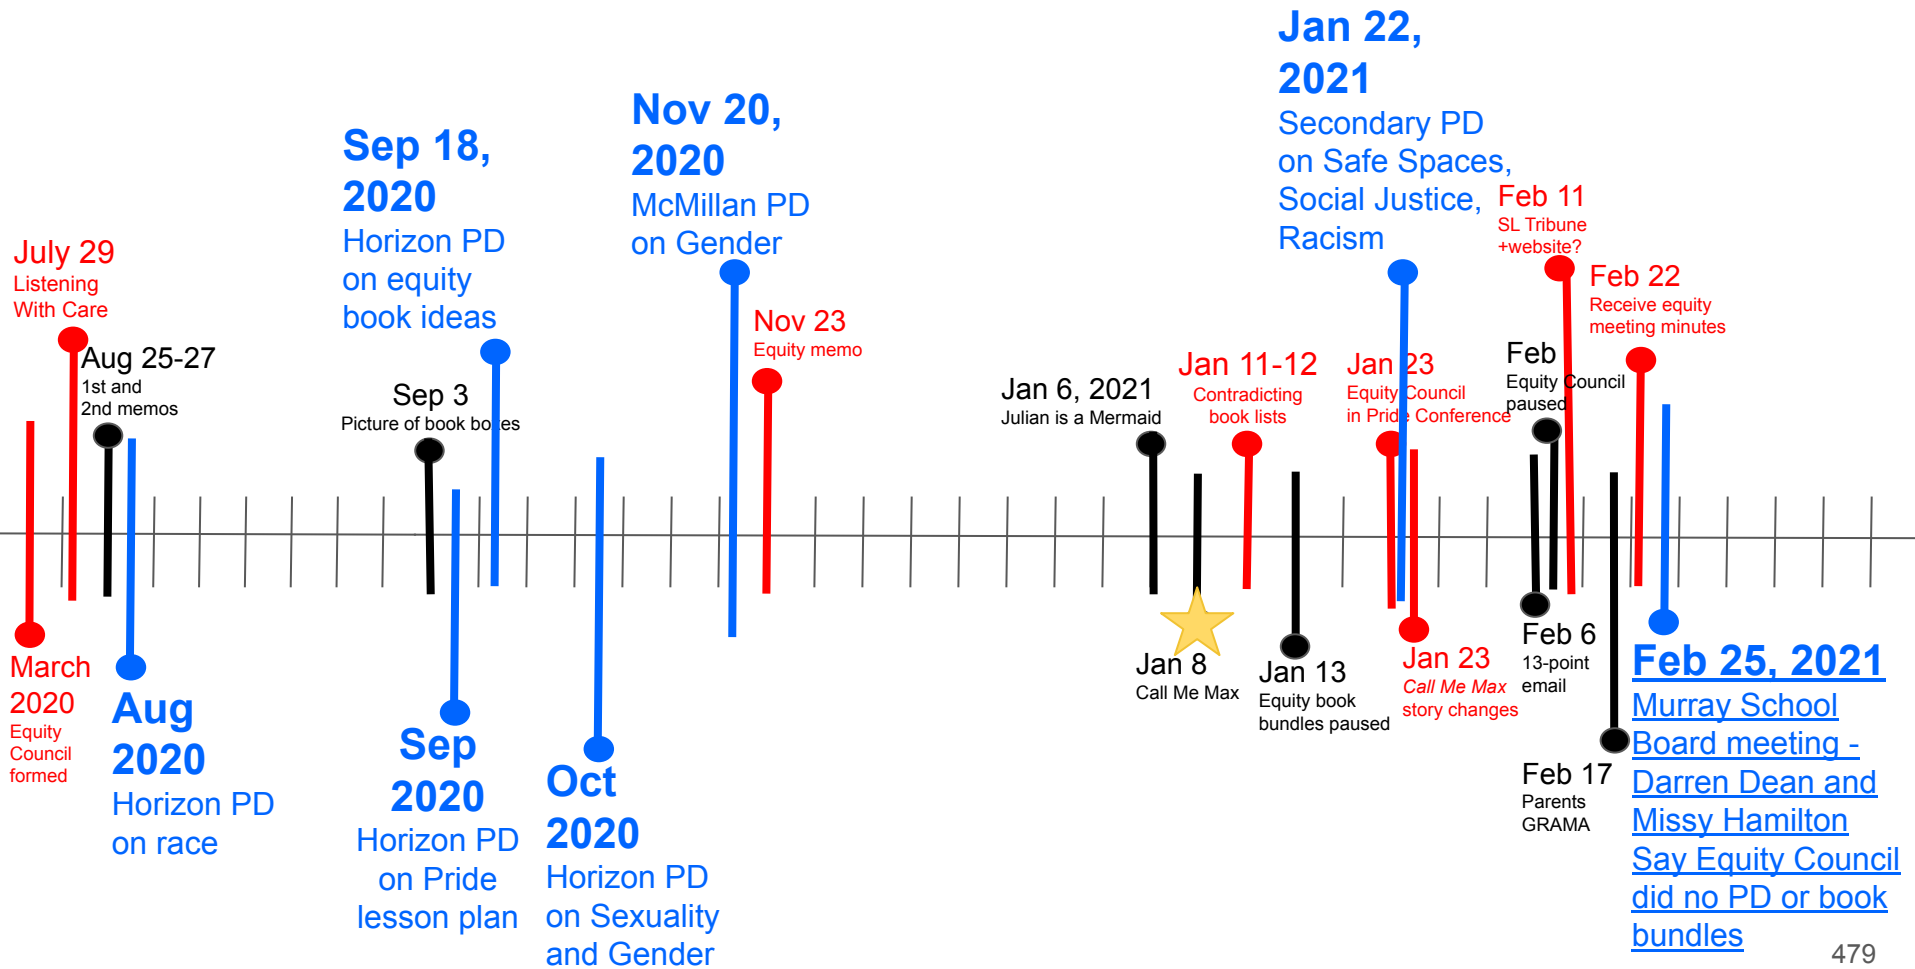 July 29
Listening
With Care
Aug 25-27
1st and
2nd memos
March
2020
Equity
Council
formed
Aug
2020
Horizon PD
on race
Sep 18,
2020
Horizon PD
on equity
book ideas
Sep 3
Picture of book boxes
Sep
2020
Horizon PD
on Pride
lesson plan
Oct
2020
Horizon PD
on Sexuality
and Gender
Nov 20,
2020
McMillan PD
on Gender
Nov 23
Equity memo
Jan 6, 2021
Julian is a Mermaid
Jan 8
Call Me Max
Jan 11-12
Contradicting
book lists
Jan 13
Equity book
bundles paused
Jan 22,
2021
Secondary PD
on Safe Spaces,
Social Justice,
Racism
Jan 23
Equity Council
in Pride Conference
Jan 23
Call Me Max
story changes
Feb
Equity Council
paused
Feb 6
13-point
email
Feb 11
SL Tribune
+website?
Feb 17
Parents
GRAMA
Feb 22
Receive equity
meeting minutes
Feb 25, 2021
Murray School
Board meeting -
Darren Dean and
Missy Hamilton
Say Equity Council
did no PD or book
bundles
479